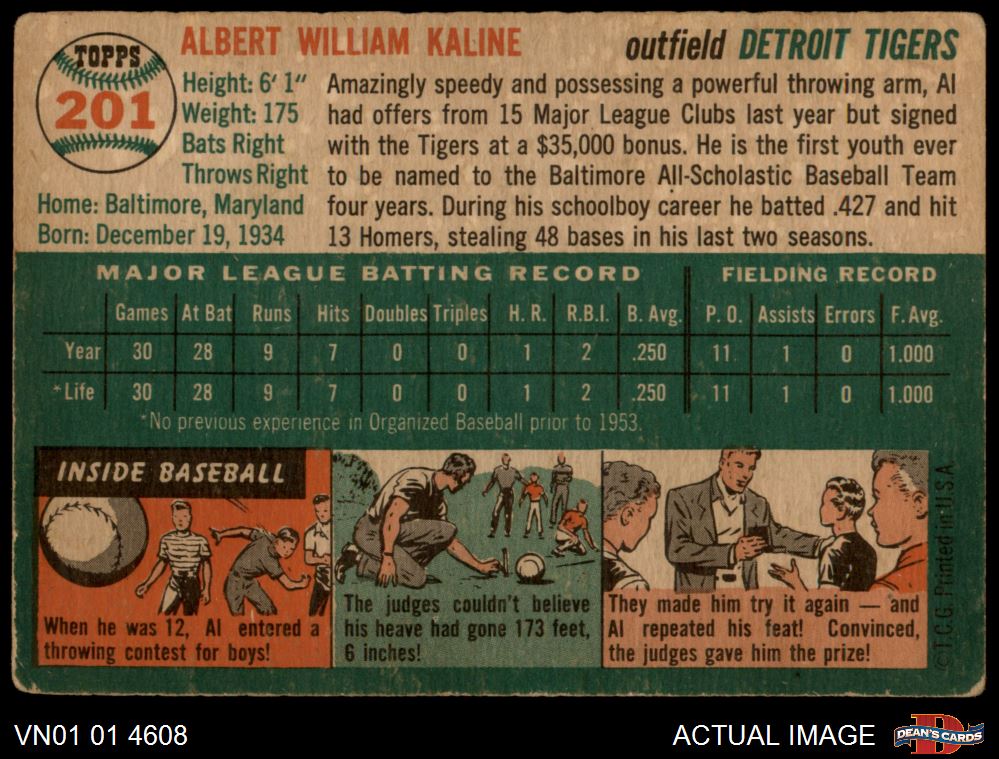 TOPPS
201
ALBERT WILLIAM KALINE
outfield DETROIT TIGERS
Height: 6' 1"
Weight: 175
Bats Right
Throws Right
Home: Baltimore, Maryland
Born: December 19, 1934
Amazingly speedy and possessing a powerful throwing arm, Al
had offers from 15 Major League Clubs last year but signed
with the Tigers at a $35,000 bonus. He is the first youth ever
to be named to the Baltimore All-Scholastic Baseball Team
four years. During his schoolboy career he batted .427 and hit
13 Homers, stealing 48 bases in his last two seasons.
MAJOR LEAGUE BATTING RECORD FIELDING RECORD
Games At Bat Runs Hits Doubles Triples H. R. R.B.I. B. Avg. P. O. Assists Errors F. Avg.
Year 30 28 9 7 0 0 1 2 .250 11 1 0 1.000
*Life 30 28 9 7 0 0 1 2 .250 11 1 0 1.000
*No previous experience in Organized Baseball prior to 1953.
INSIDE BASEBALL
When he was 12, Al entered a
throwing contest for boys!
The judges couldn't believe
his heave had gone 173 feet,
6 inches!
They made him try it again — and
Al repeated his feat! Convinced,
the judges gave him the prize!
© T.C.G. Printed in U.S.A.
VN01 01 4608
ACTUAL IMAGE
DEAN'S CARDS